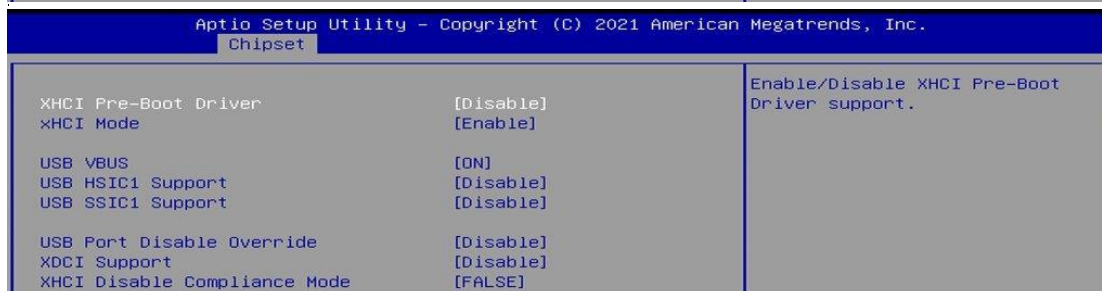 Aptio Setup Utility – Copyright (C) 2021 American Megatrends, Inc.
Chipset
XHCI Pre-Boot Driver [Disable]
xHCI Mode [Enable]
USB VBUS [ON]
USB HSIC1 Support [Disable]
USB SSIC1 Support [Disable]
USB Port Disable Override [Disable]
XDCI Support [Disable]
XHCI Disable Compliance Mode [FALSE]
Enable/Disable XHCI Pre-Boot
Driver support.